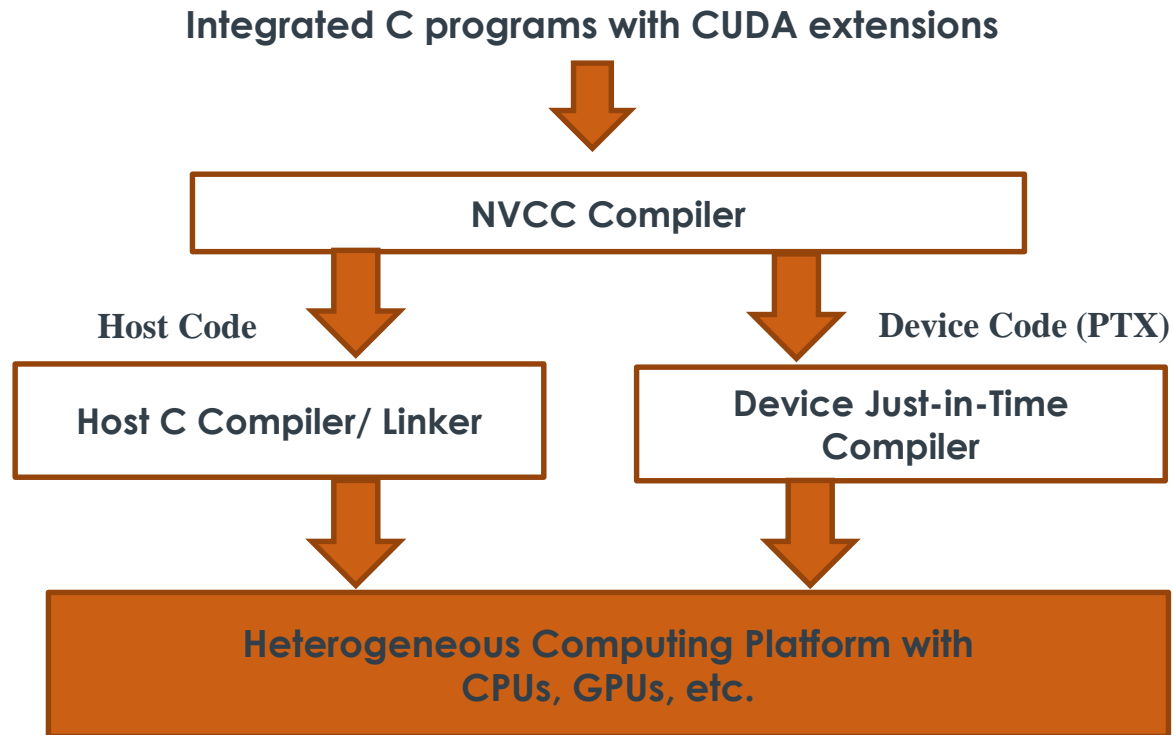 Integrated C programs with CUDA extensions
NVCC Compiler
Host Code
Device Code (PTX)
Host C Compiler/ Linker
Device Just-in-Time
Compiler
Heterogeneous Computing Platform with
CPUs, GPUs, etc.